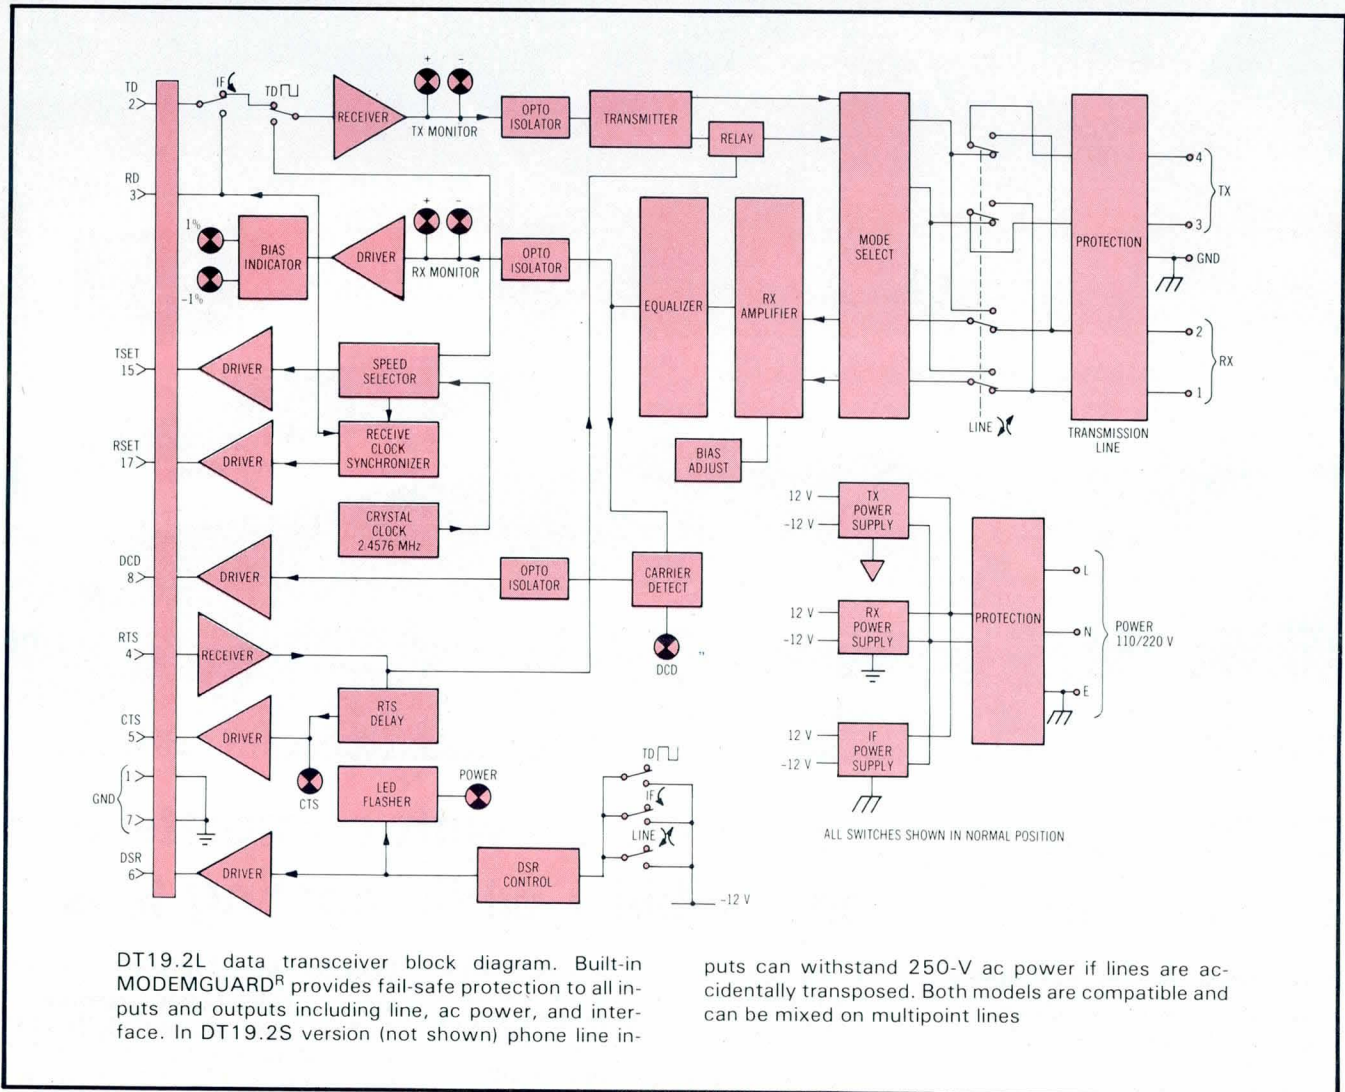 TD
2
IF
TD
RECEIVER
+
-
TX MONITOR
OPTO
ISOLATOR
TRANSMITTER
RELAY
MODE
SELECT
PROTECTION
TRANSMISSION
LINE
4
TX
3
GND
2
RX
1
LINE
RD
3
1%
-1%
BIAS
INDICATOR
DRIVER
+
-
RX MONITOR
OPTO
ISOLATOR
EQUALIZER
RX
AMPLIFIER
BIAS
ADJUST
TSET
15
DRIVER
SPEED
SELECTOR
RSET
17
DRIVER
RECEIVE
CLOCK
SYNCHRONIZER
CRYSTAL
CLOCK
2.4576 MHz
DCD
8
DRIVER
OPTO
ISOLATOR
CARRIER
DETECT
DCD
RTS
4
RECEIVER
RTS
DELAY
CTS
5
DRIVER
CTS
GND
1
7
LED
FLASHER
POWER
DSR
6
DRIVER
DSR
CONTROL
TD
IF
LINE
-12 V
12 V
-12 V
TX
POWER
SUPPLY
12 V
-12 V
RX
POWER
SUPPLY
12 V
-12 V
IF
POWER
SUPPLY
PROTECTION
L
N
E
POWER
110/220 V
ALL SWITCHES SHOWN IN NORMAL POSITION
DT19.2L data transceiver block diagram. Built-in
MODEMGUARDR provides fail-safe protection to all in-
puts and outputs including line, ac power, and inter-
face. In DT19.2S version (not shown) phone line in-
puts can withstand 250-V ac power if lines are ac-
cidentally transposed. Both models are compatible and
can be mixed on multipoint lines